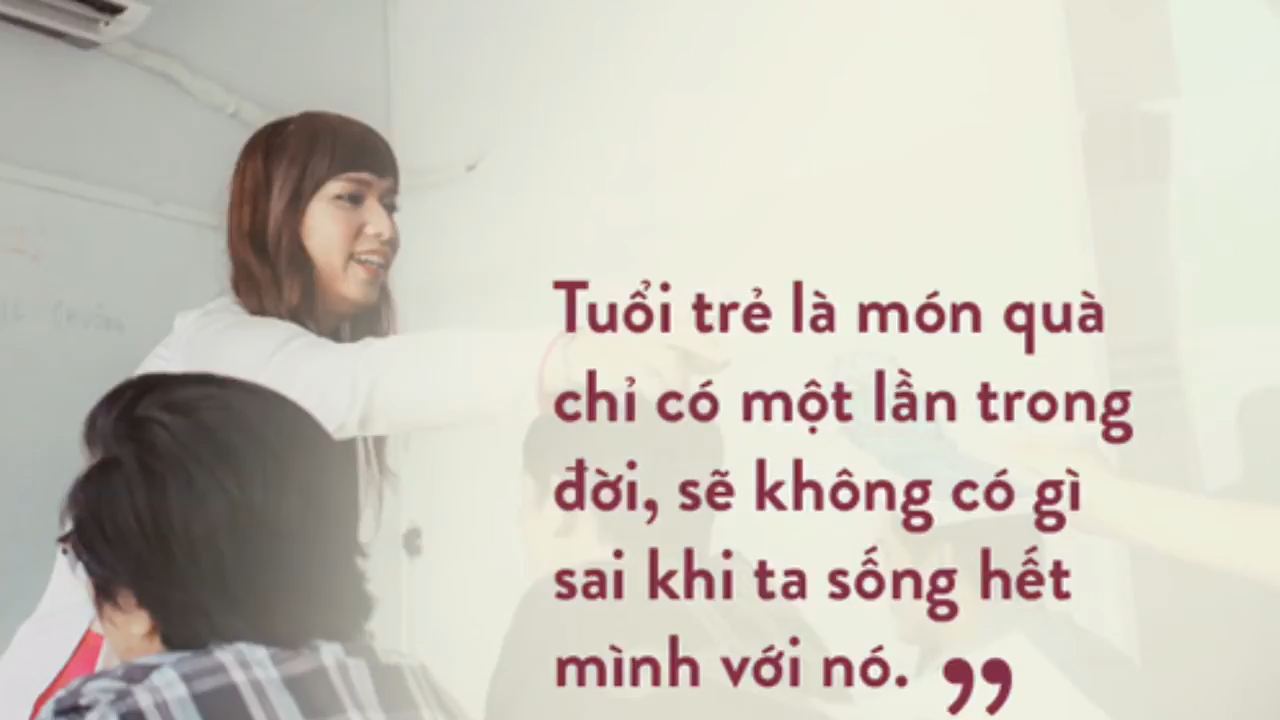 Tuổi trẻ là món quà
chỉ có một lần trong
đời, sẽ không có gì
sai khi ta sống hết
mình với nó. ”